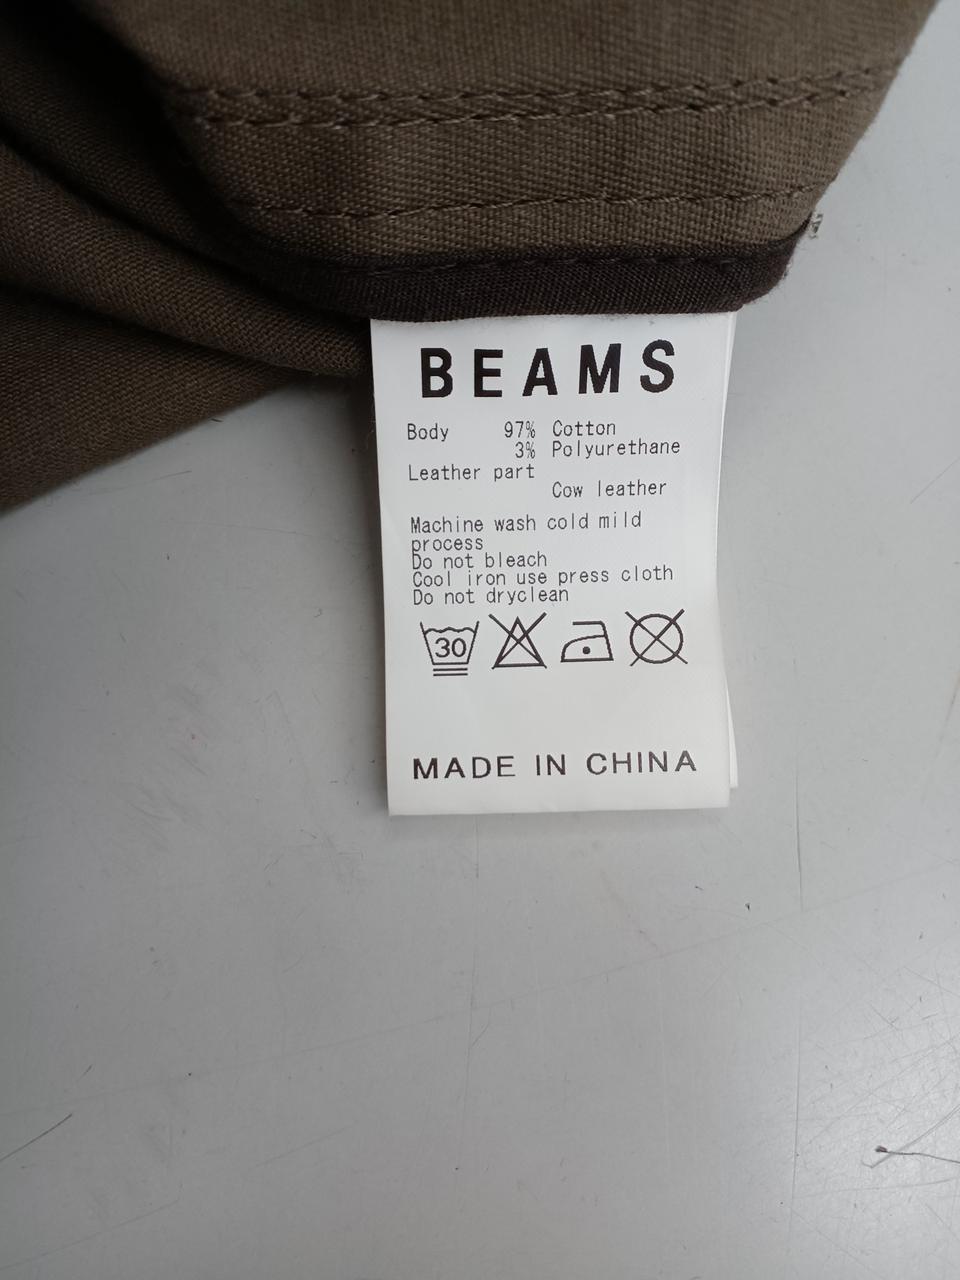 BEAMS
Body 97% Cotton
3% Polyurethane
Leather part
Cow leather
Machine wash cold mild
process
Do not bleach
Cool iron use press cloth
Do not dryclean
30
MADE IN CHINA